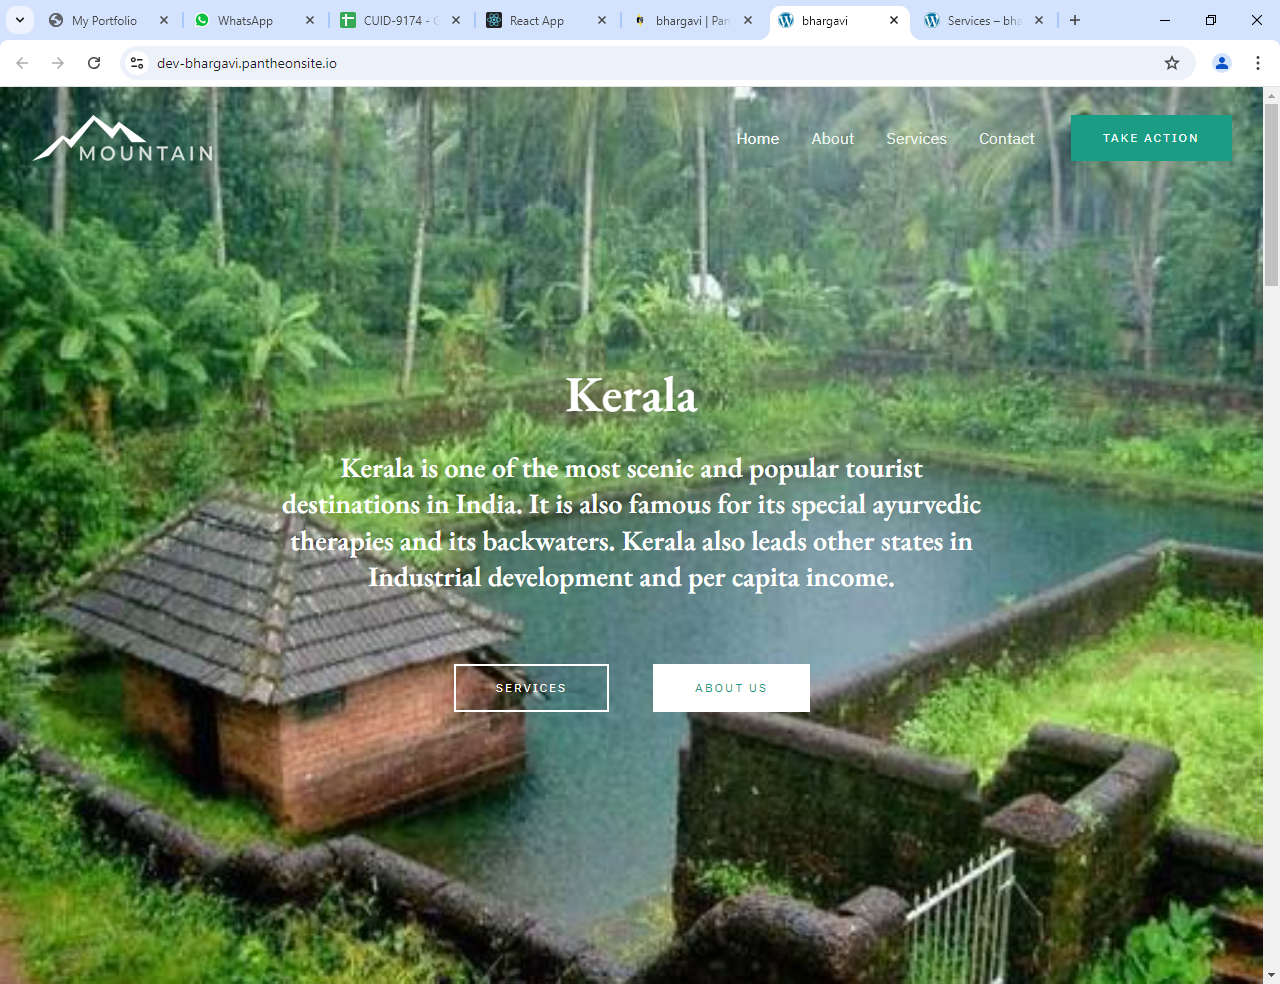 My Portfolio
WhatsApp
CUID-9174 - C
React App
bhargavi | Pan
bhargavi
Services – bha
dev-bhargavi.pantheonsite.io
MOUNTAIN
Home
About
Services
Contact
TAKE ACTION
Kerala
Kerala is one of the most scenic and popular tourist
destinations in India. It is also famous for its special ayurvedic
therapies and its backwaters. Kerala also leads other states in
Industrial development and per capita income.
SERVICES
ABOUT US